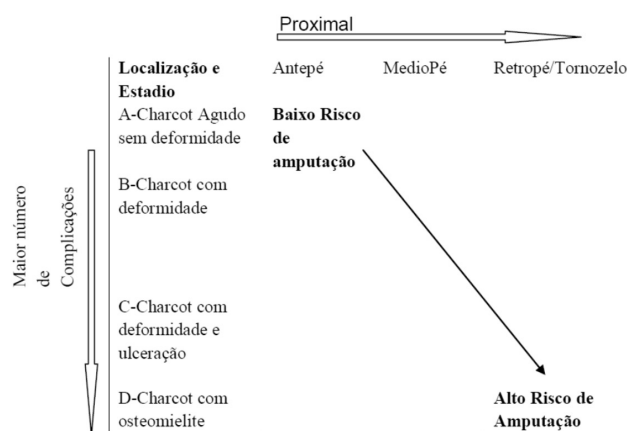 Proximal
Localização e
Estadio
Antepé
MedioPé
Retropé/Tornozelo
A-Charcot Agudo
sem deformidade
Baixo Risco
de
amputação
B-Charcot com
deformidade
Maior número
de
Complicações
C-Charcot com
deformidade e
ulceração
D-Charcot com
osteomielite
Alto Risco de
Amputação